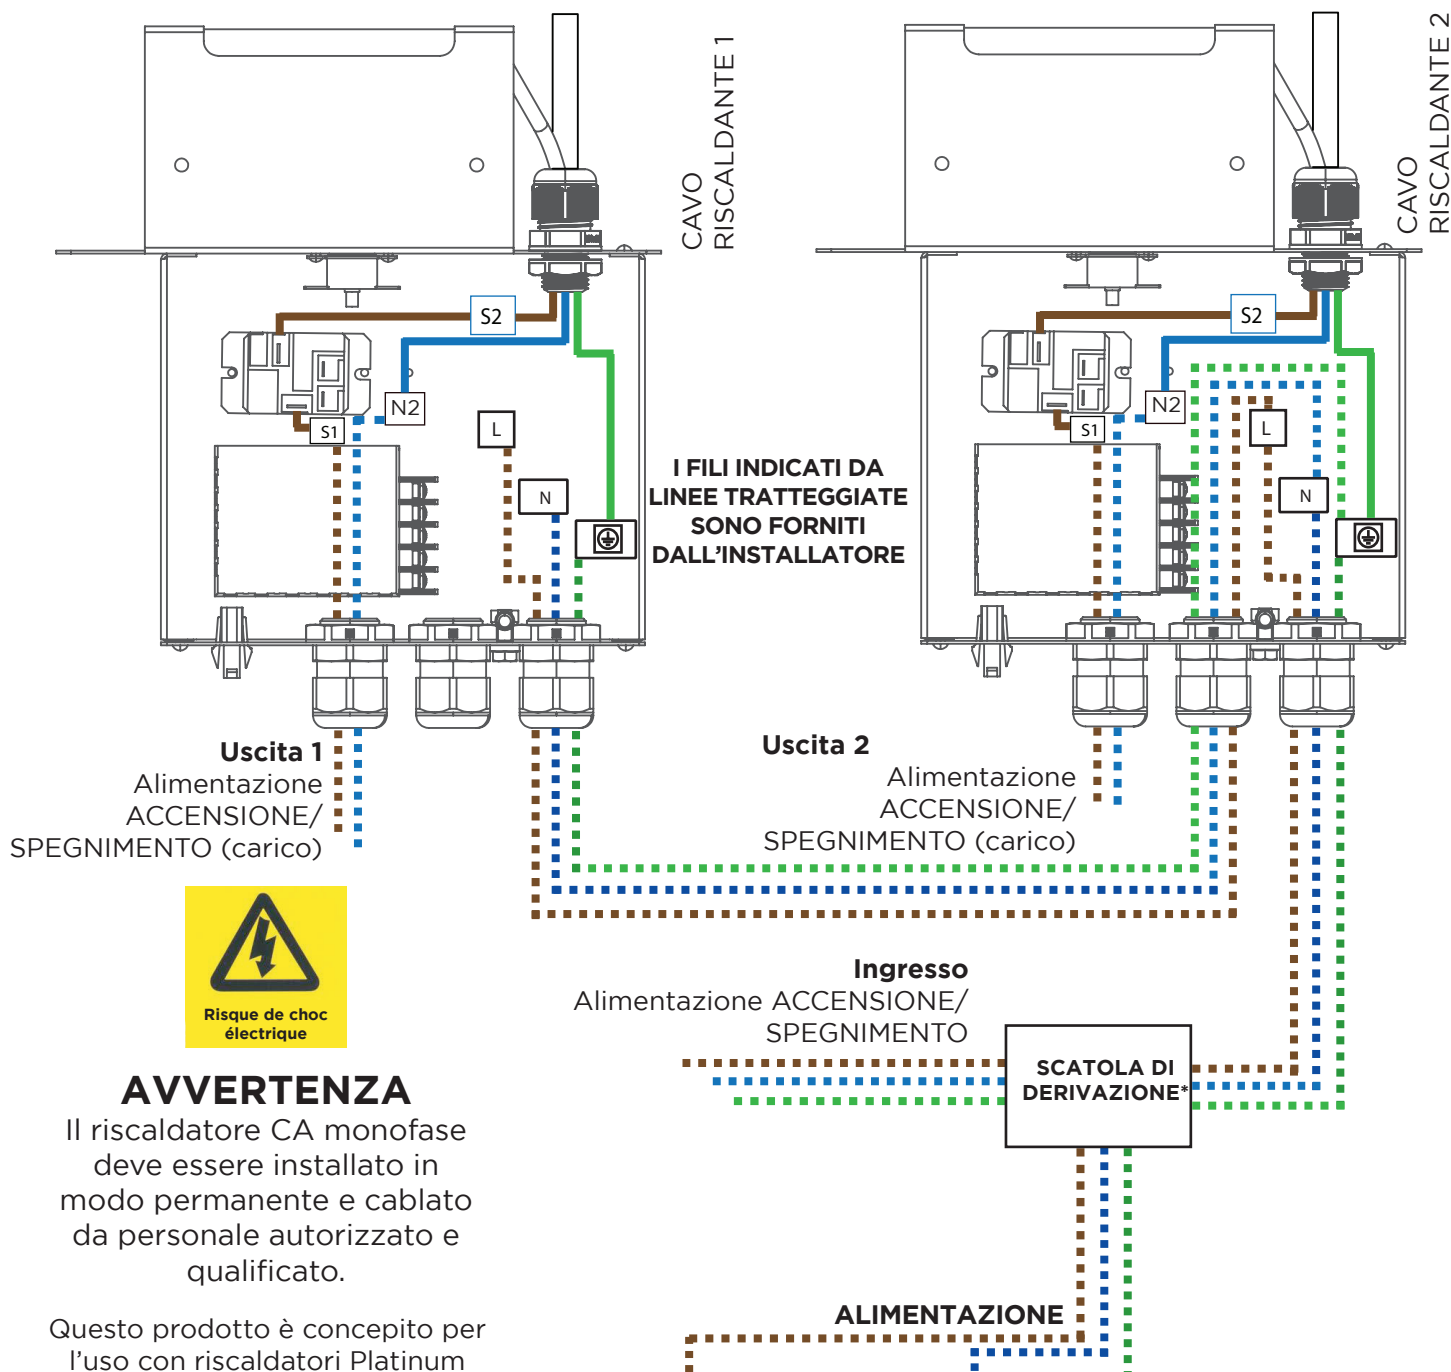 CAVO
RISCALDANTE 1
CAVO
RISCALDANTE 2
S2
N2
S1
L
N
S2
N2
S1
L
N
I FILI INDICATI DA
LINEE TRATTEGGIATE
SONO FORNITI
DALL'INSTALLATORE
Uscita 1
Alimentazione
ACCENSIONE/
SPEGNIMENTO (carico)
Uscita 2
Alimentazione
ACCENSIONE/
SPEGNIMENTO (carico)
Risque de choc
électrique
Ingresso
Alimentazione ACCENSIONE/
SPEGNIMENTO
SCATOLA DI
DERIVAZIONE*
AVVERTENZA
Il riscaldatore CA monofase
deve essere installato in
modo permanente e cablato
da personale autorizzato e
qualificato.
ALIMENTAZIONE
Questo prodotto è concepito per
l'uso con riscaldatori Platinum